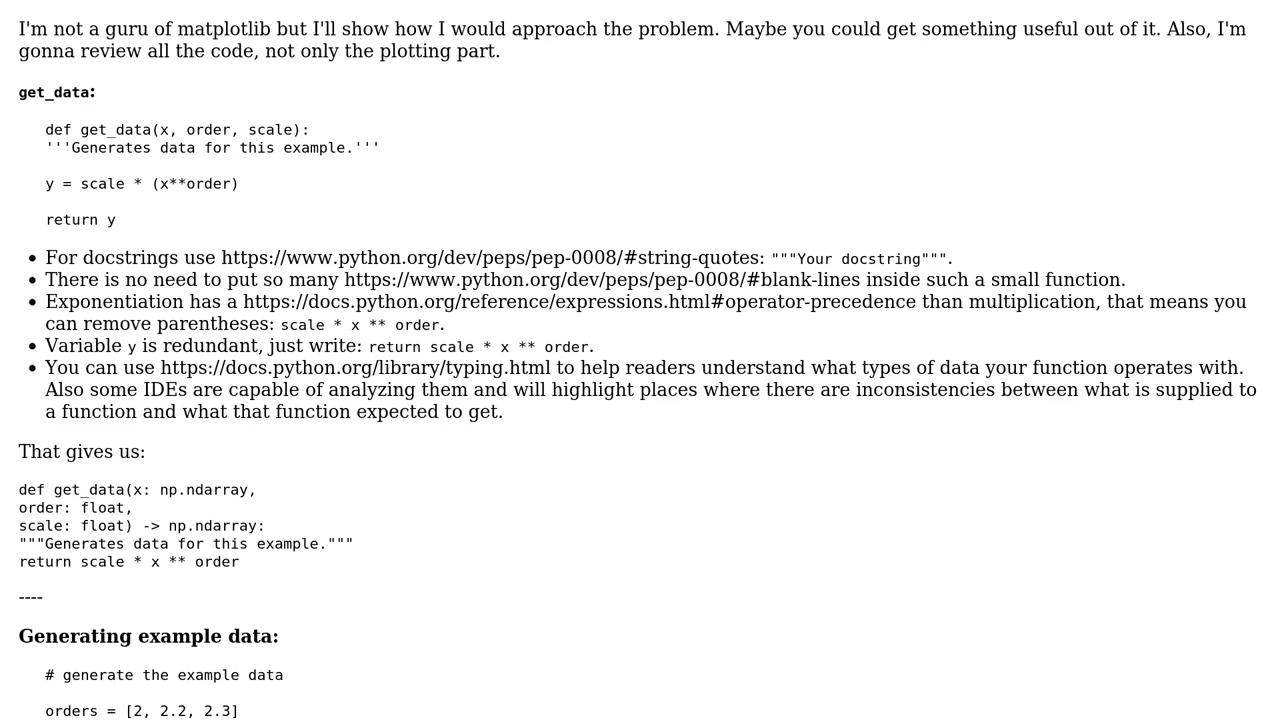 I'm not a guru of matplotlib but I'll show how I would approach the problem. Maybe you could get something useful out of it. Also, I'm
gonna review all the code, not only the plotting part.
get_data:
def get_data(x, order, scale):
'''Generates data for this example.'''
y = scale * (x**order)
return y
• For docstrings use https://www.python.org/dev/peps/pep-0008/#string-quotes: """Your docstring""".
• There is no need to put so many https://www.python.org/dev/peps/pep-0008/#blank-lines inside such a small function.
• Exponentiation has a https://docs.python.org/reference/expressions.html#operator-precedence than multiplication, that means you
can remove parentheses: scale * x ** order.
• Variable y is redundant, just write: return scale * x ** order.
• You can use https://docs.python.org/library/typing.html to help readers understand what types of data your function operates with.
Also some IDEs are capable of analyzing them and will highlight places where there are inconsistencies between what is supplied to
a function and what that function expected to get.
That gives us:
def get_data(x: np.ndarray,
order: float,
scale: float) -> np.ndarray:
"""Generates data for this example."""
return scale * x ** order
----
Generating example data:
# generate the example data
orders = [2, 2.2, 2.3]